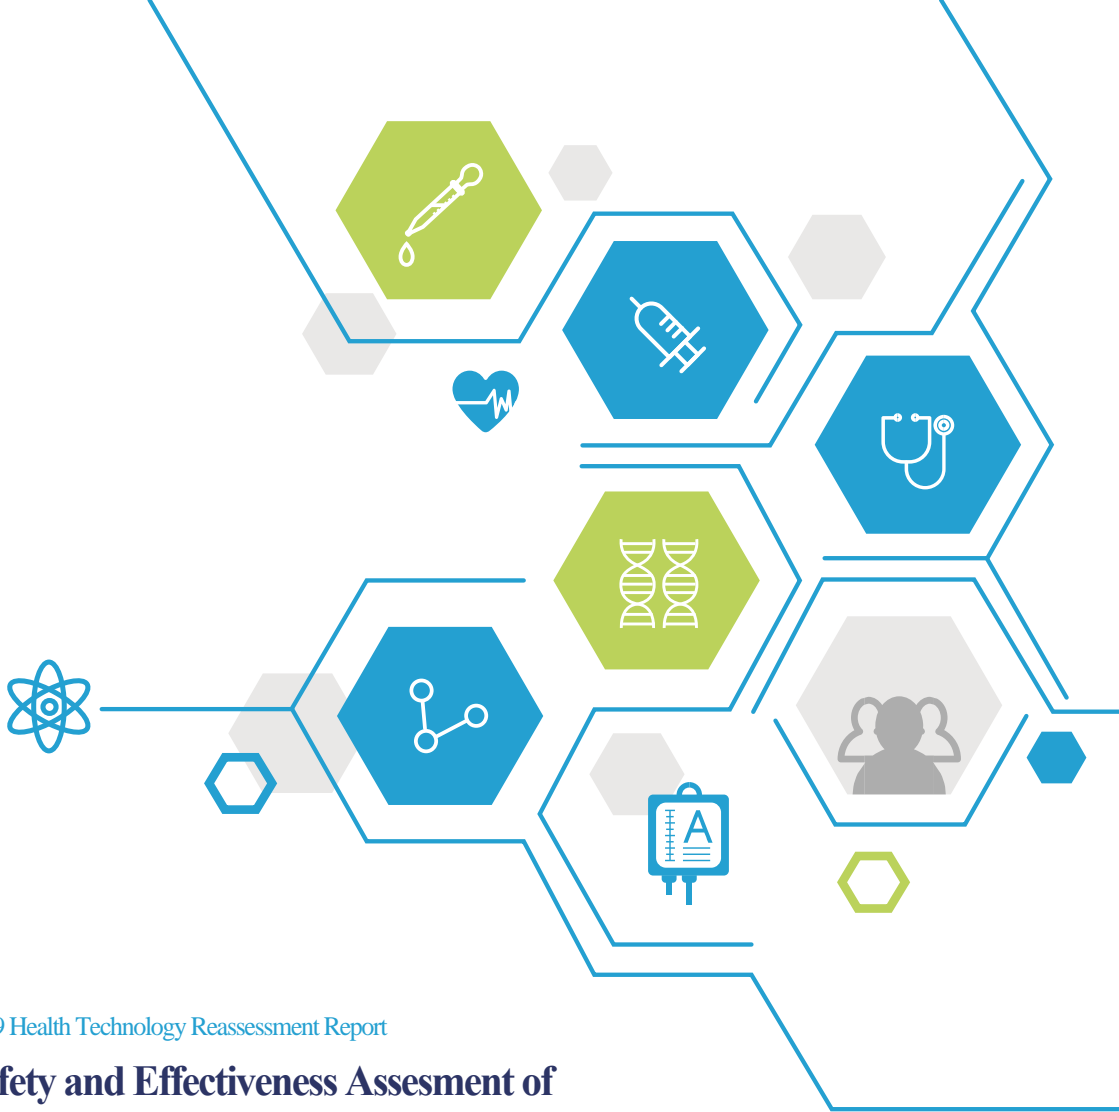 A
9 Health Technology Reassessment Report
fety and Effectiveness Assesment of